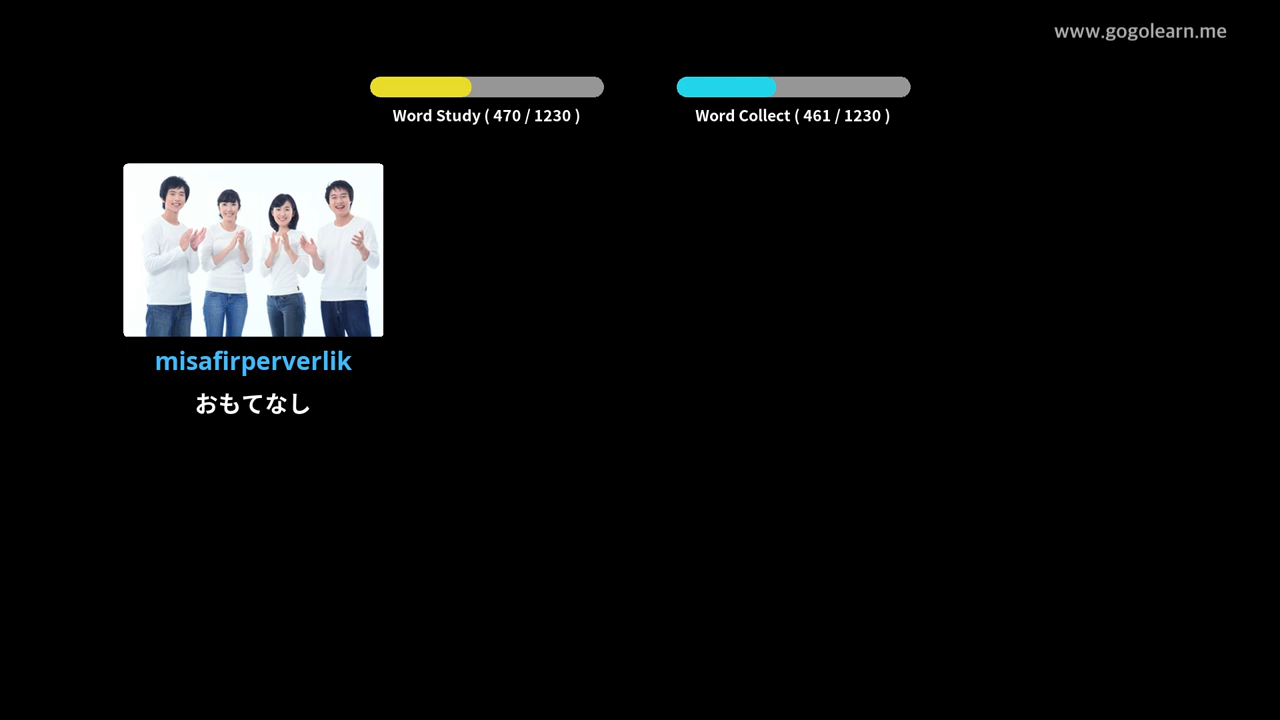 www.gogolearn.me
Word Study ( 470 / 1230 )
Word Collect ( 461 / 1230 )
misafirperverlik
おもてなし